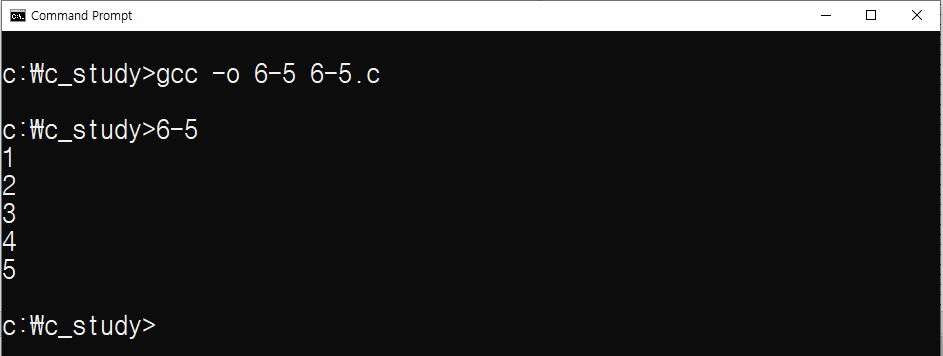 Command Prompt
c:₩c_study>gcc -o 6-5 6-5.c
c:₩c_study>6-5
1
2
3
4
5
c:₩c_study>